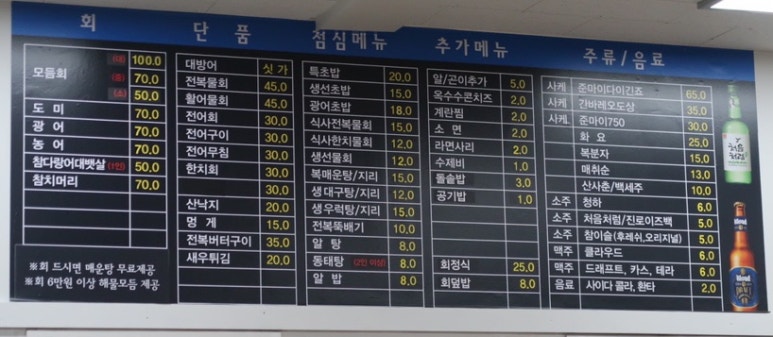 회
모듬회 (대) 100.0
(중) 70.0
(소) 50.0
도 미 70.0
광 어 70.0
농 어 70.0
참다랑어대뱃살 (1인) 50.0
참치머리 70.0
※회 드시면 매운탕 무료제공
※회 6만원 이상 해물모듬 제공
단 품
대방어 싯 가
전복물회 45.0
활어물회 45.0
전어회 30.0
전어구이 30.0
전어무침 30.0
한치회 30.0
30.0
산낙지 20.0
멍 게 15.0
전복버터구이 35.0
새우튀김 20.0
점심메뉴
특초밥 20.0
생선초밥 15.0
광어초밥 18.0
식사전복물회 15.0
식사한치물회 12.0
생선물회 12.0
복매운탕/지리 15.0
생대구탕/지리 12.0
생우럭탕/지리 15.0
전복뚝배기 10.0
알 탕 8.0
동태탕 (2인 이상) 8.0
알 밥 8.0
추가메뉴
알/곤이추가 5.0
옥수수콘치즈 2.0
계란찜 2.0
소 면 2.0
라면사리 2.0
수제비 1.0
돌솥밥 3.0
공기밥 1.0
회정식 25.0
회덮밥 8.0
주류/음료
사케 준마이다이긴죠 65.0
사케 간바레오도상 35.0
사케. 준마이750 30.0
화 요 25.0
복분자 15.0
매취순 13.0
산사춘/백세주 10.0
소주 청하 6.0
소주 처음처럼/진로이즈백 5.0
소주 참이슬(후레쉬,오리지널) 5.0
맥주 클라우드 6.0
맥주 드래프트, 카스, 테라 6.0
음료 사이다 콜라, 환타 2.0
처음
처럼